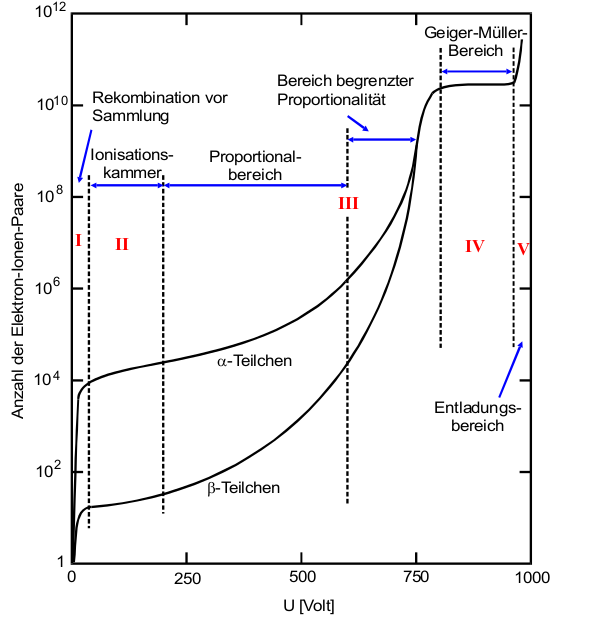 10^12
Geiger-Müller-
Bereich
Bereich begrenzter
Proportionalität
Rekombination vor
Sammlung
10^10
Ionisations-
kammer
Proportional-
bereich
10^8
III
I
II
IV
V
10^6
α-Teilchen
10^4
Entladungs-
bereich
10^2
β-Teilchen
1
0
250
500
750
1000
U [Volt]
Anzahl der Elektron-Ionen-Paare